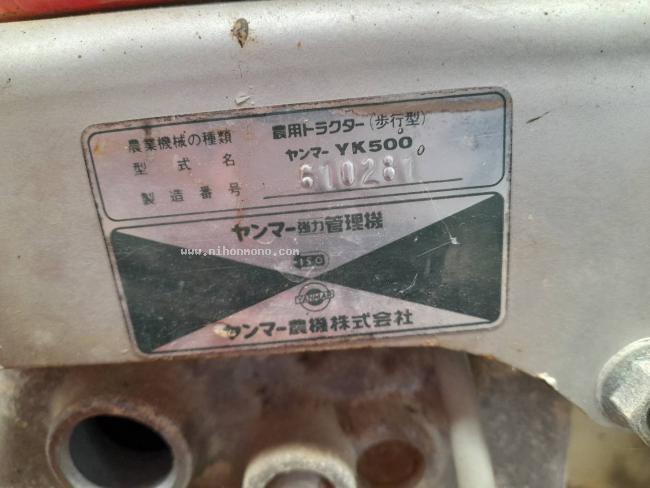 農業機械の種類 農用トラクター(歩行型)
型式名 ヤンマー YK500
製造番号 610281
ヤンマー強力管理機
www.nihonmono.com
YANMAR
ヤンマー農機株式会社